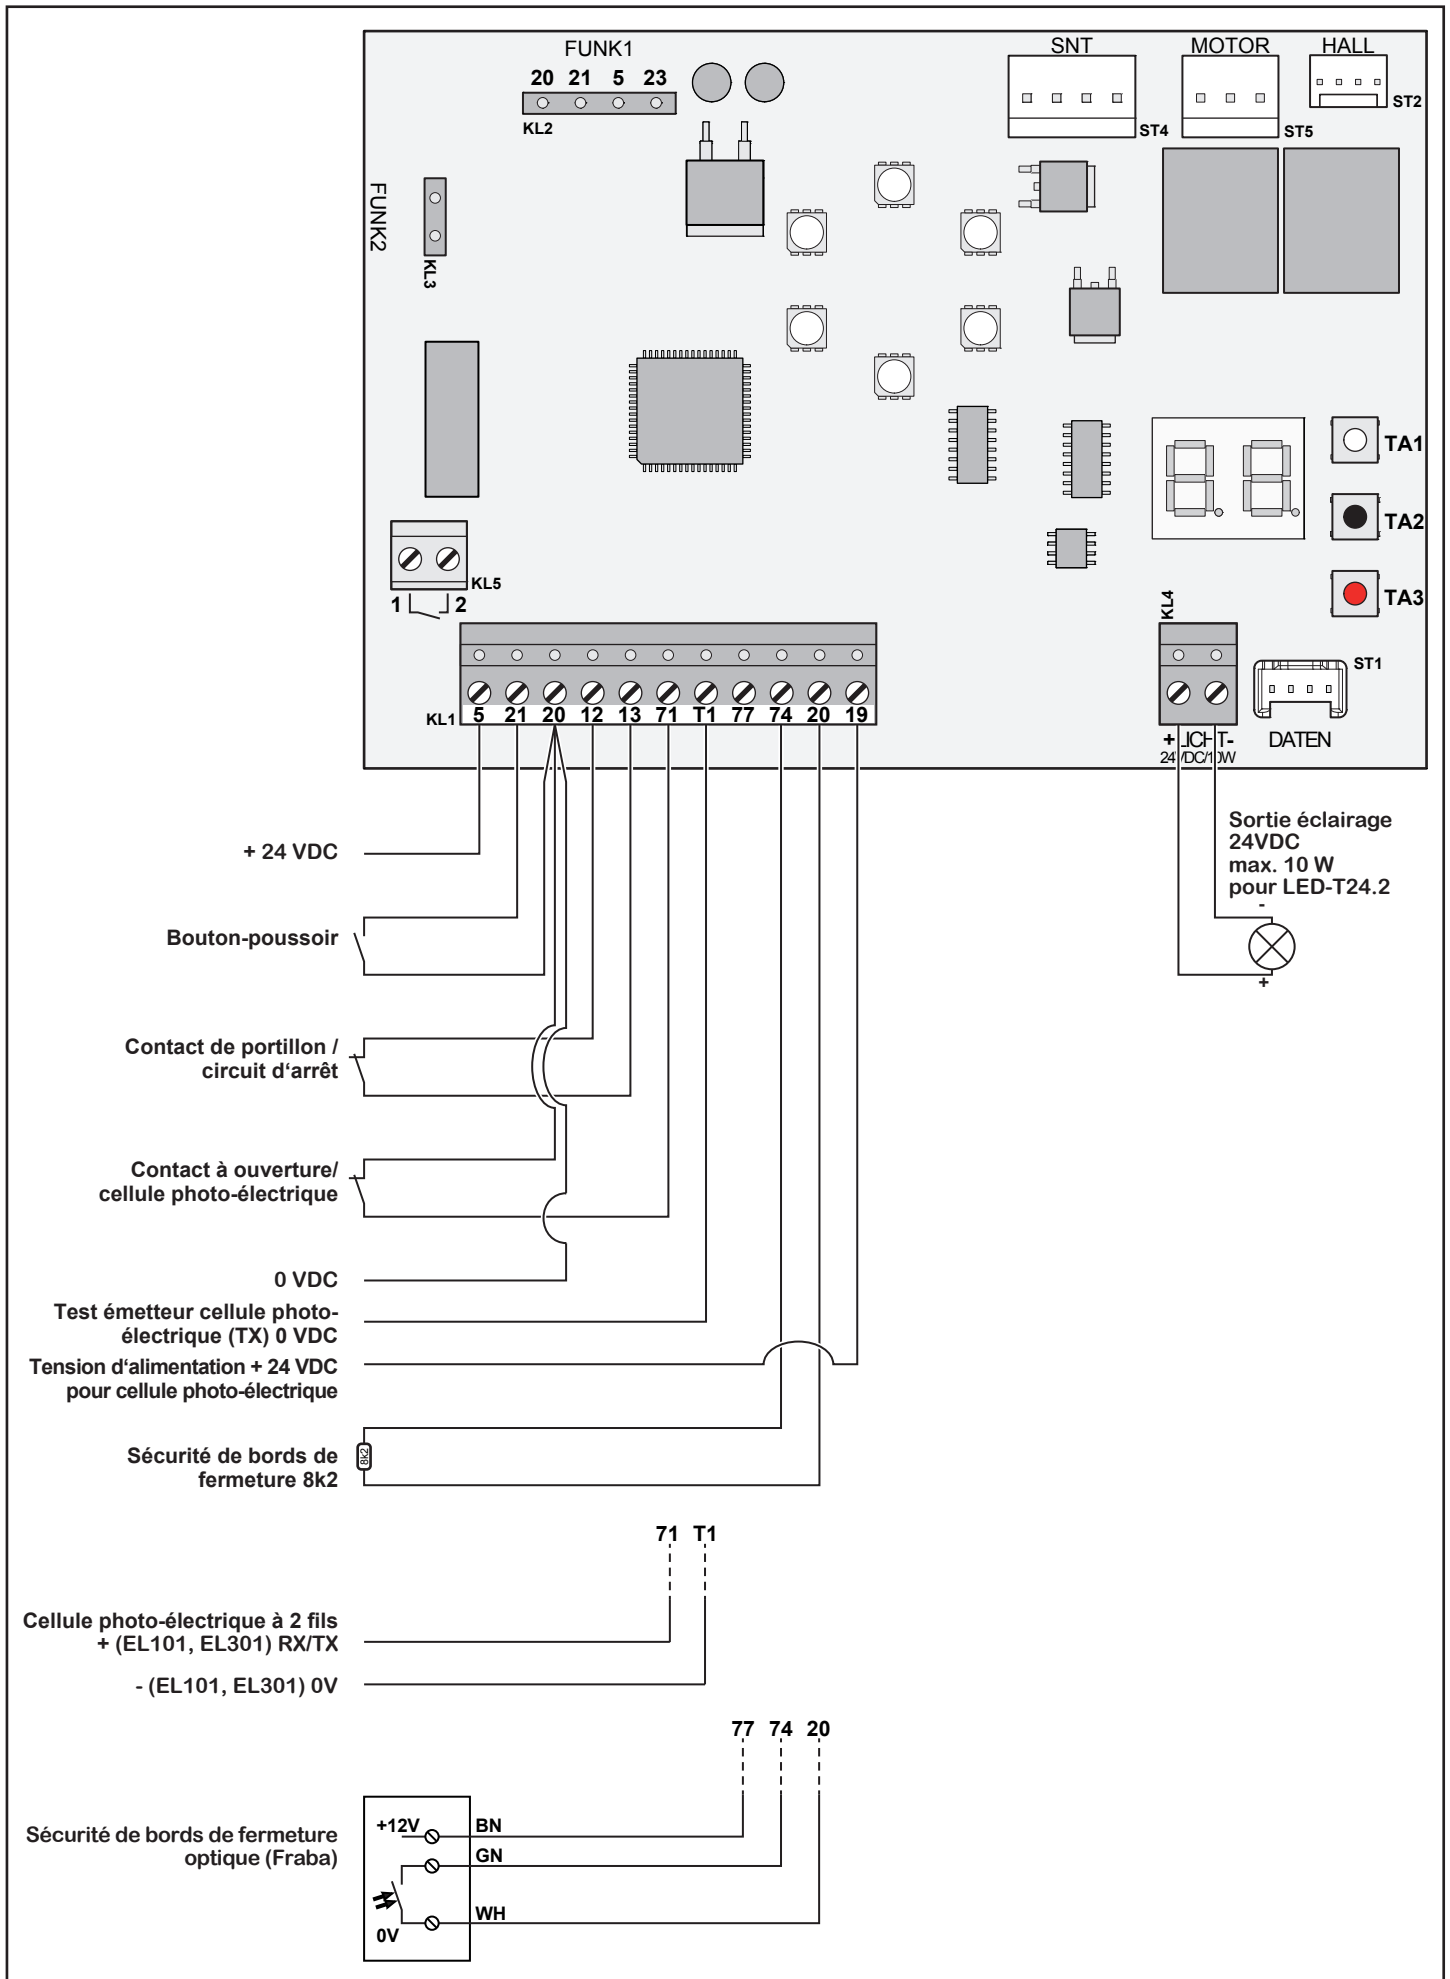 FUNK1
20 21 5 23
KL2
SNT
ST4
MOTOR
ST5
HALL
ST2
FUNK2
KL3
TA1
TA2
TA3
KL5
1 2
KL4
ST1
KL1 5 21 20 12 13 71 T1 77 74 20 19
+ LICHT-
24VDC/10W
DATEN
+ 24 VDC
Sortie éclairage
24VDC
max. 10 W
pour LED-T24.2
-
+
Bouton-poussoir
Contact de portillon /
circuit d‘arrêt
Contact à ouverture/
cellule photo-électrique
0 VDC
Test émetteur cellule photo-
électrique (TX) 0 VDC
Tension d‘alimentation + 24 VDC
pour cellule photo-électrique
Sécurité de bords de
fermeture 8k2
8k2
71 T1
Cellule photo-électrique à 2 fils
+ (EL101, EL301) RX/TX
- (EL101, EL301) 0V
77 74 20
Sécurité de bords de fermeture
optique (Fraba)
+12V
BN
GN
WH
0V